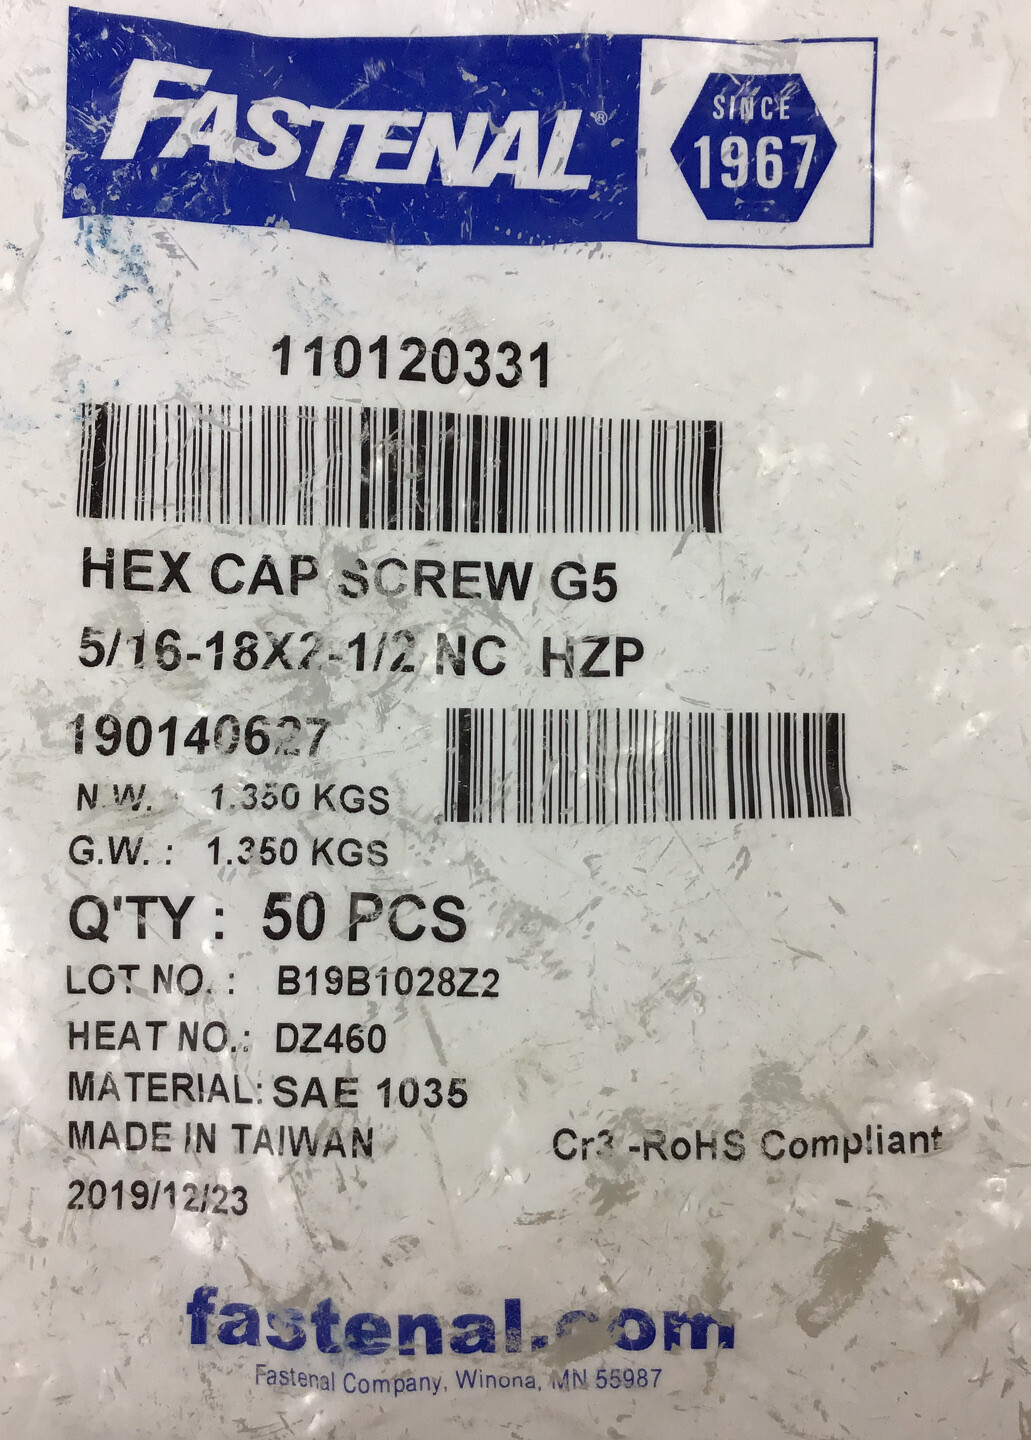 FASTENAL®
SINCE
1967
110120331
HEX CAP SCREW G5
5/16-18X2-1/2 NC HZP
190140627
N.W. : 1.350 KGS
G.W. : 1.350 KGS
Q'TY : 50 PCS
LOT NO. : B19B1028Z2
HEAT NO.: DZ460
MATERIAL: SAE 1035
MADE IN TAIWAN
Cr3 -RoHS Compliant
2019/12/23
fastenal.com
Fastenal Company, Winona, MN 55987